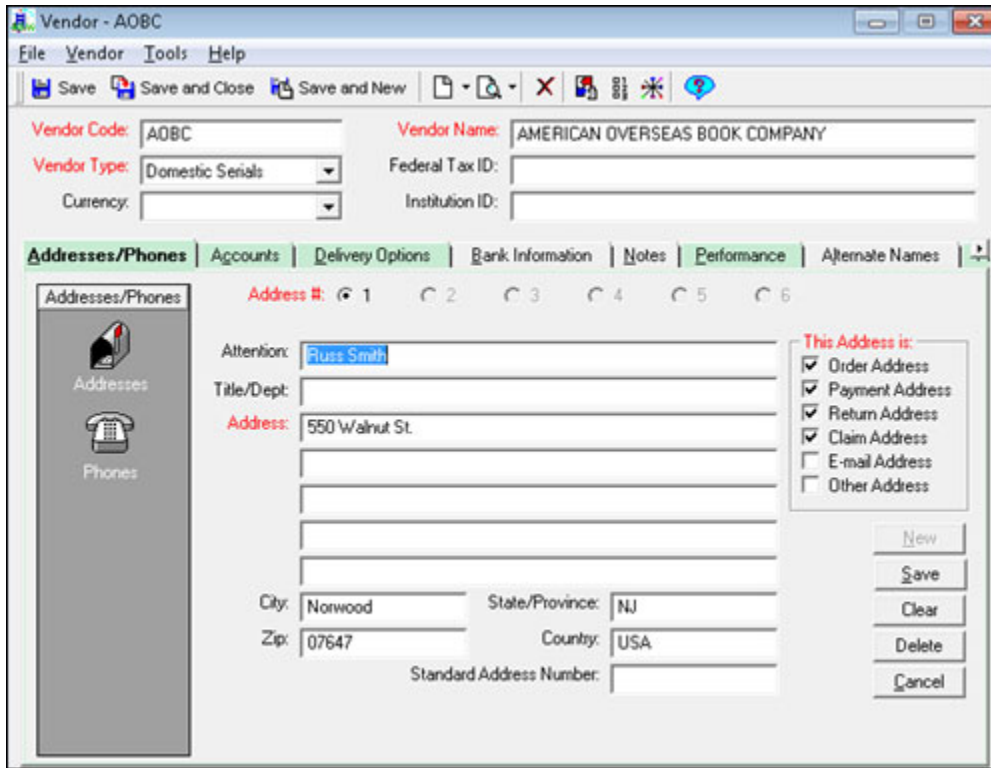 Vendor - AOBC
File Vendor Tools Help
Save Save and Close Save and New
Vendor Code: AOBC Vendor Name: AMERICAN OVERSEAS BOOK COMPANY
Vendor Type: Domestic Serials Federal Tax ID:
Currency: Institution ID:
Addresses/Phones Accounts Delivery Options Bank Information Notes Performance Alternate Names
Addresses/Phones Address #: 1 2 3 4 5 6
Attention: Russ Smith
Title/Dept:
Address: 550 Walnut St.
Addresses
Phones
This Address is:
Order Address
Payment Address
Return Address
Claim Address
E-mail Address
Other Address
New
Save
Clear
Delete
Cancel
City: Norwood State/Province: NJ
Zip: 07647 Country: USA
Standard Address Number: